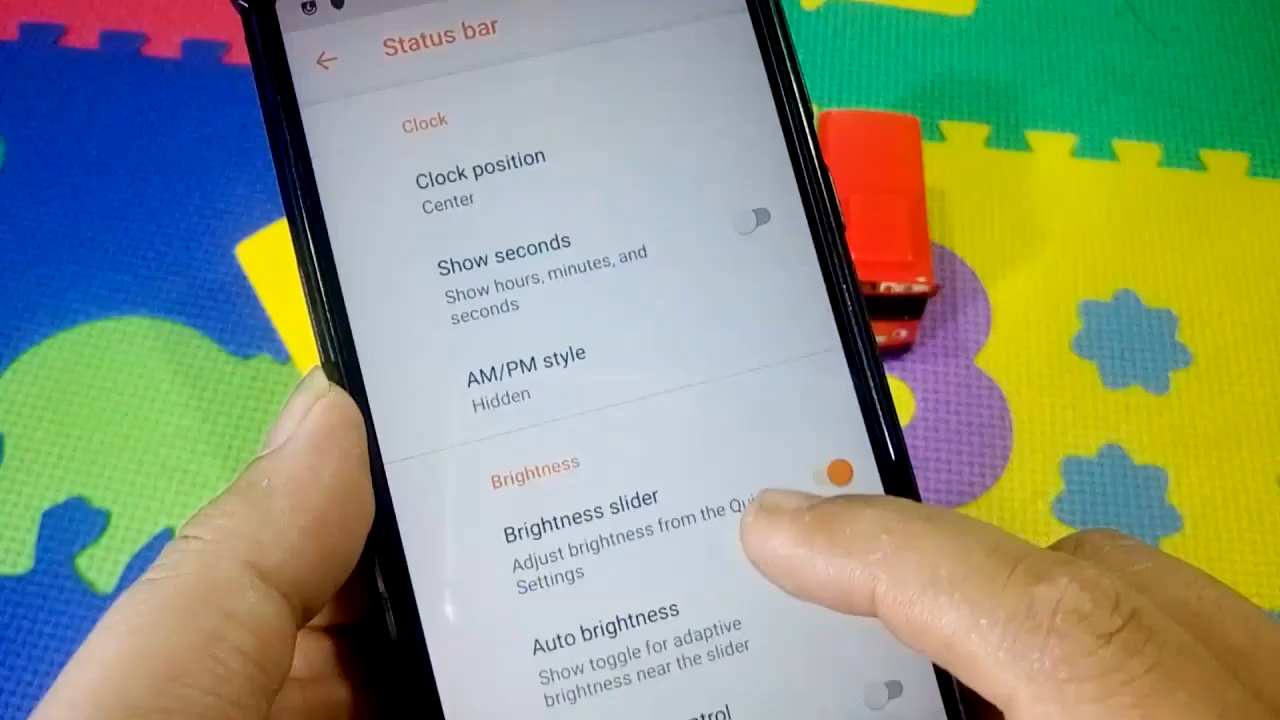 Status bar
Clock
Clock position
Center
Show seconds
Show hours, minutes, and
seconds
AM/PM style
Hidden
Brightness
Brightness slider
Adjust brightness from the
Settings
Auto brightness
Show toggle for adaptive
brightness near the slider